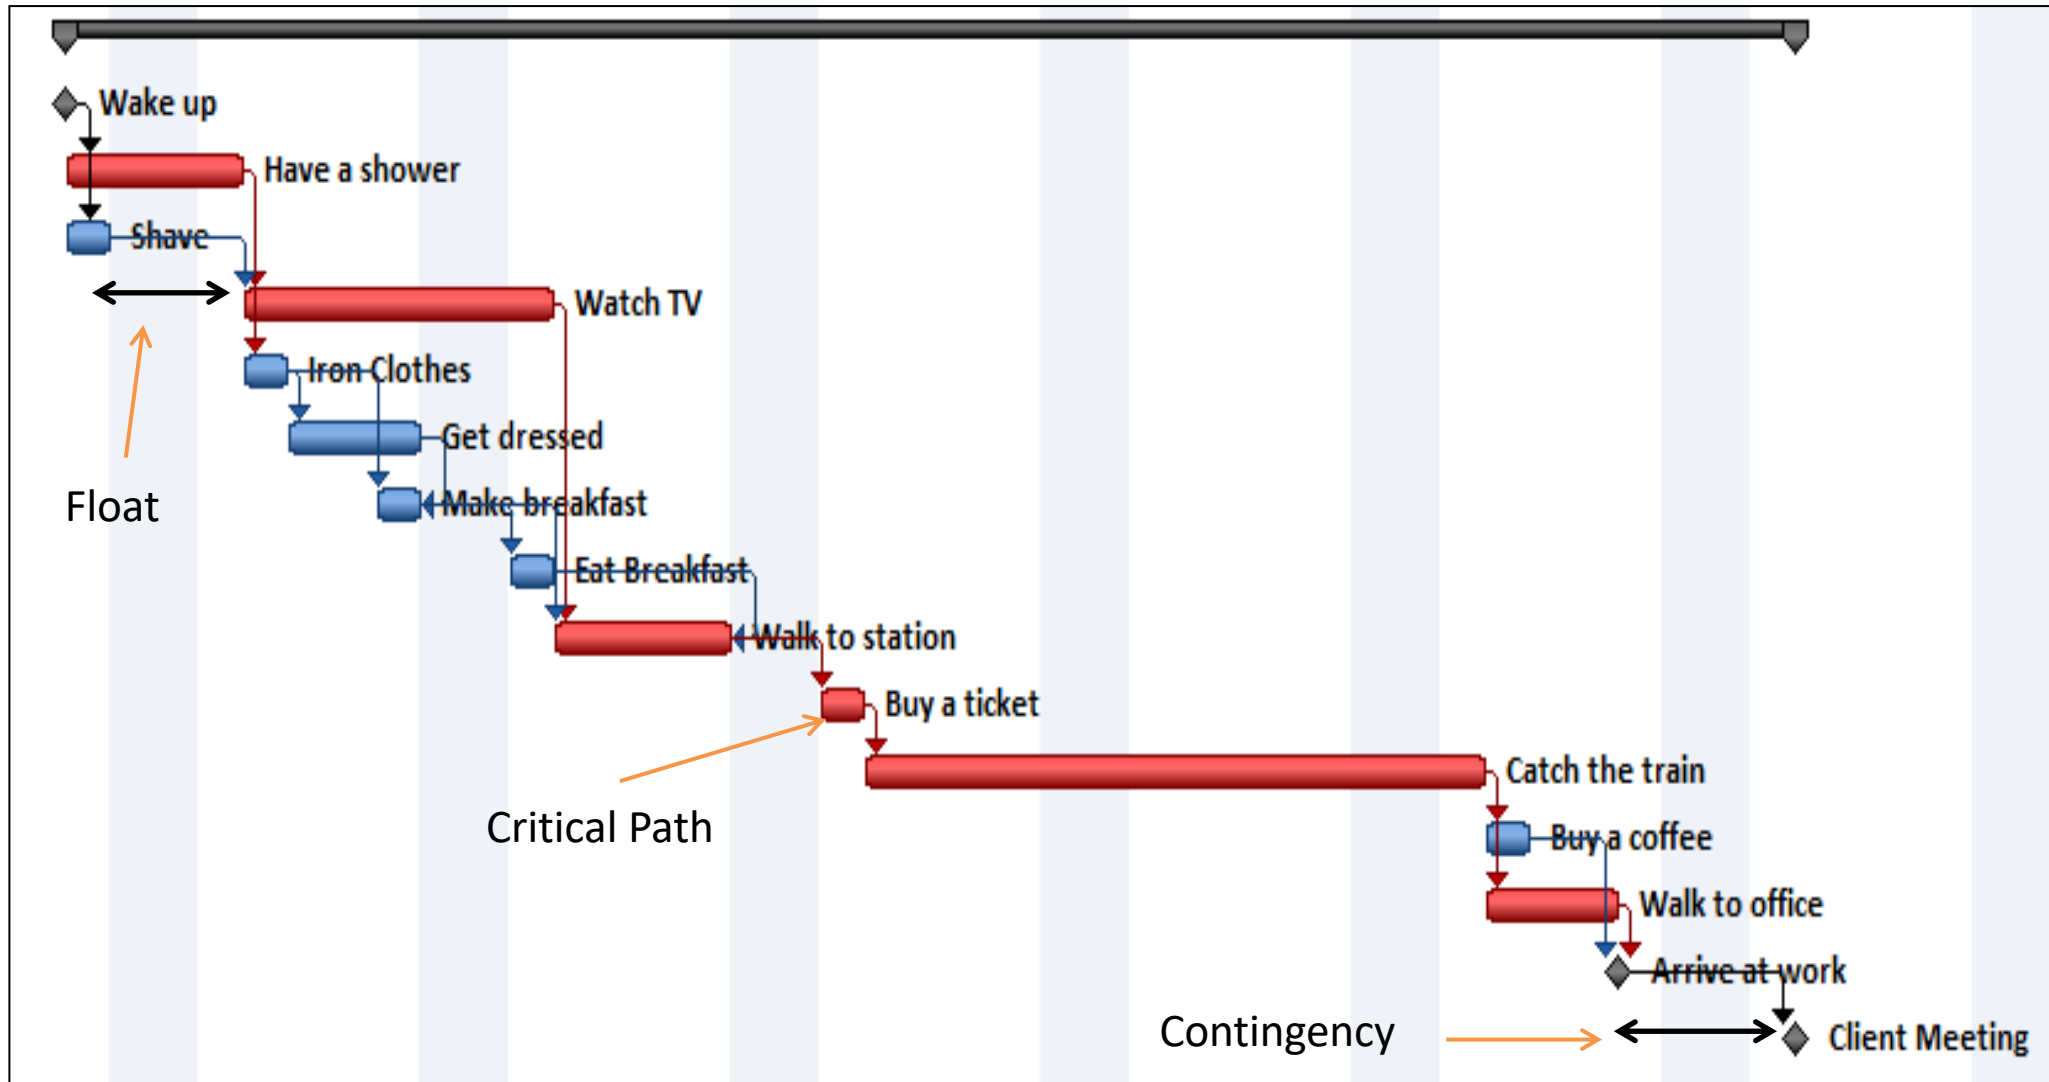 Wake up
Have a shower
Shave
Watch TV
Iron Clothes
Get dressed
Float
Make breakfast
Eat Breakfast
Walk to station
Buy a ticket
Catch the train
Critical Path
Buy a coffee
Walk to office
Arrive at work
Contingency
Client Meeting